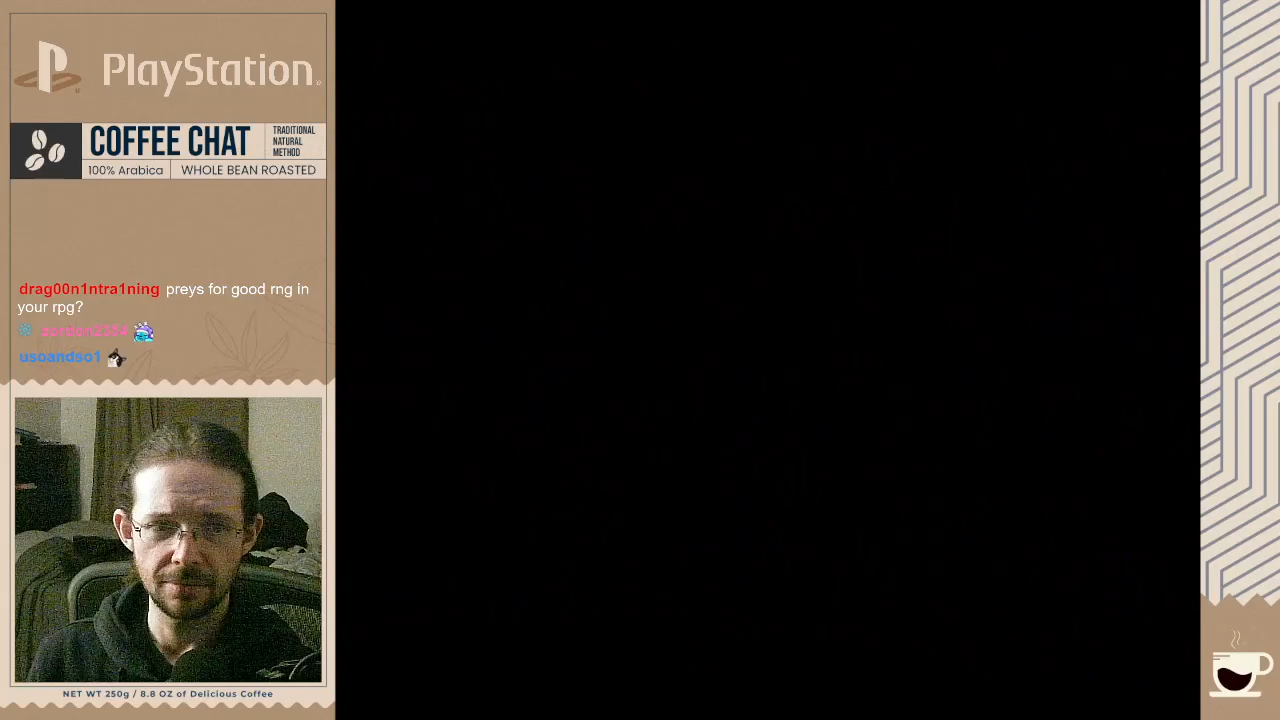 PlayStation
COFFEE CHAT
TRADITIONAL
NATURAL
METHOD
100% Arabica
WHOLE BEAN ROASTED
drag00n1ntra1ning preys for good rng in
your rpg?
usoandso1
NET WT 250g / 8.8 OZ of Delicious Coffee